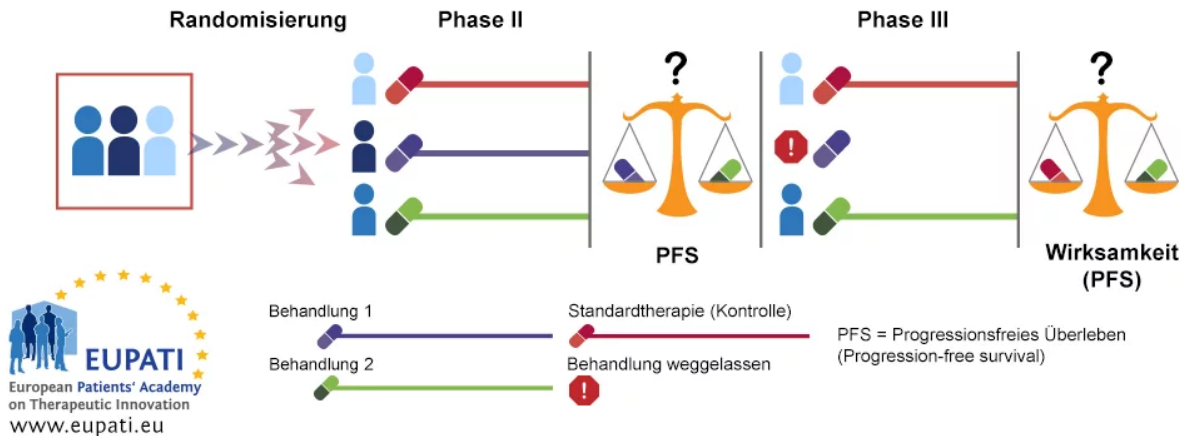 Randomisierung
Phase II
Phase III
?
?
!
PFS
Wirksamkeit
(PFS)
Behandlung 1
Standardtherapie (Kontrolle)
PFS = Progressionsfreies Überleben
(Progression-free survival)
Behandlung 2
Behandlung weggelassen
!
EUPATI
European Patients' Academy
on Therapeutic Innovation
www.eupati.eu